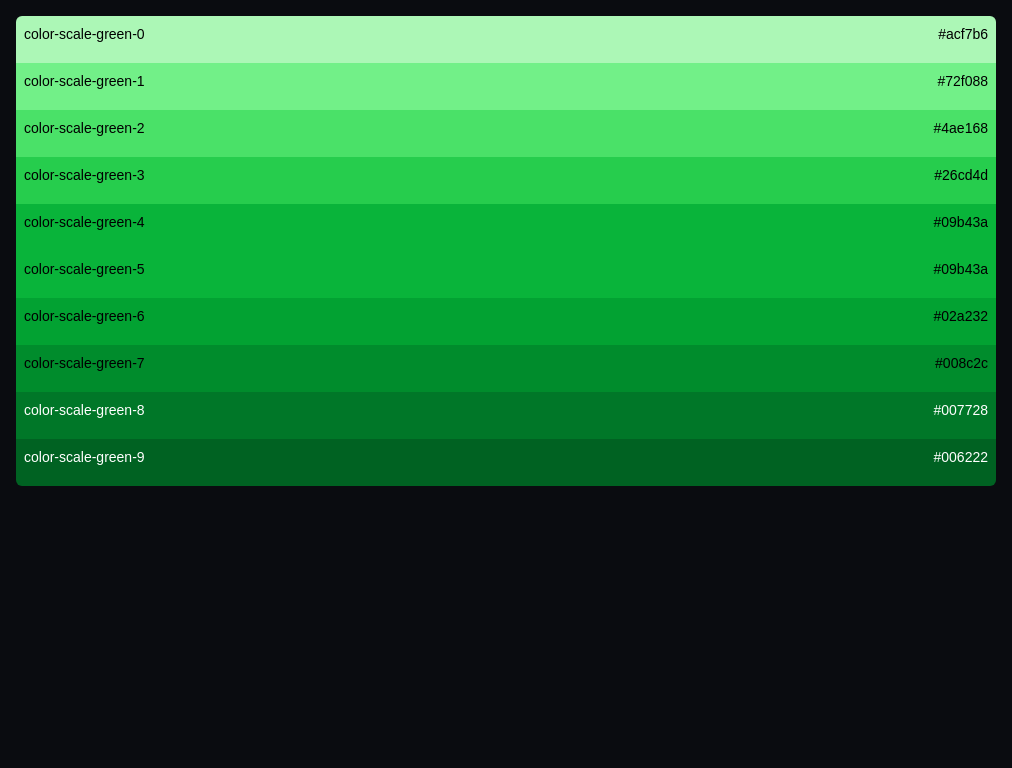 color-scale-green-0 #acf7b6
color-scale-green-1 #72f088
color-scale-green-2 #4ae168
color-scale-green-3 #26cd4d
color-scale-green-4 #09b43a
color-scale-green-5 #09b43a
color-scale-green-6 #02a232
color-scale-green-7 #008c2c
color-scale-green-8 #007728
color-scale-green-9 #006222